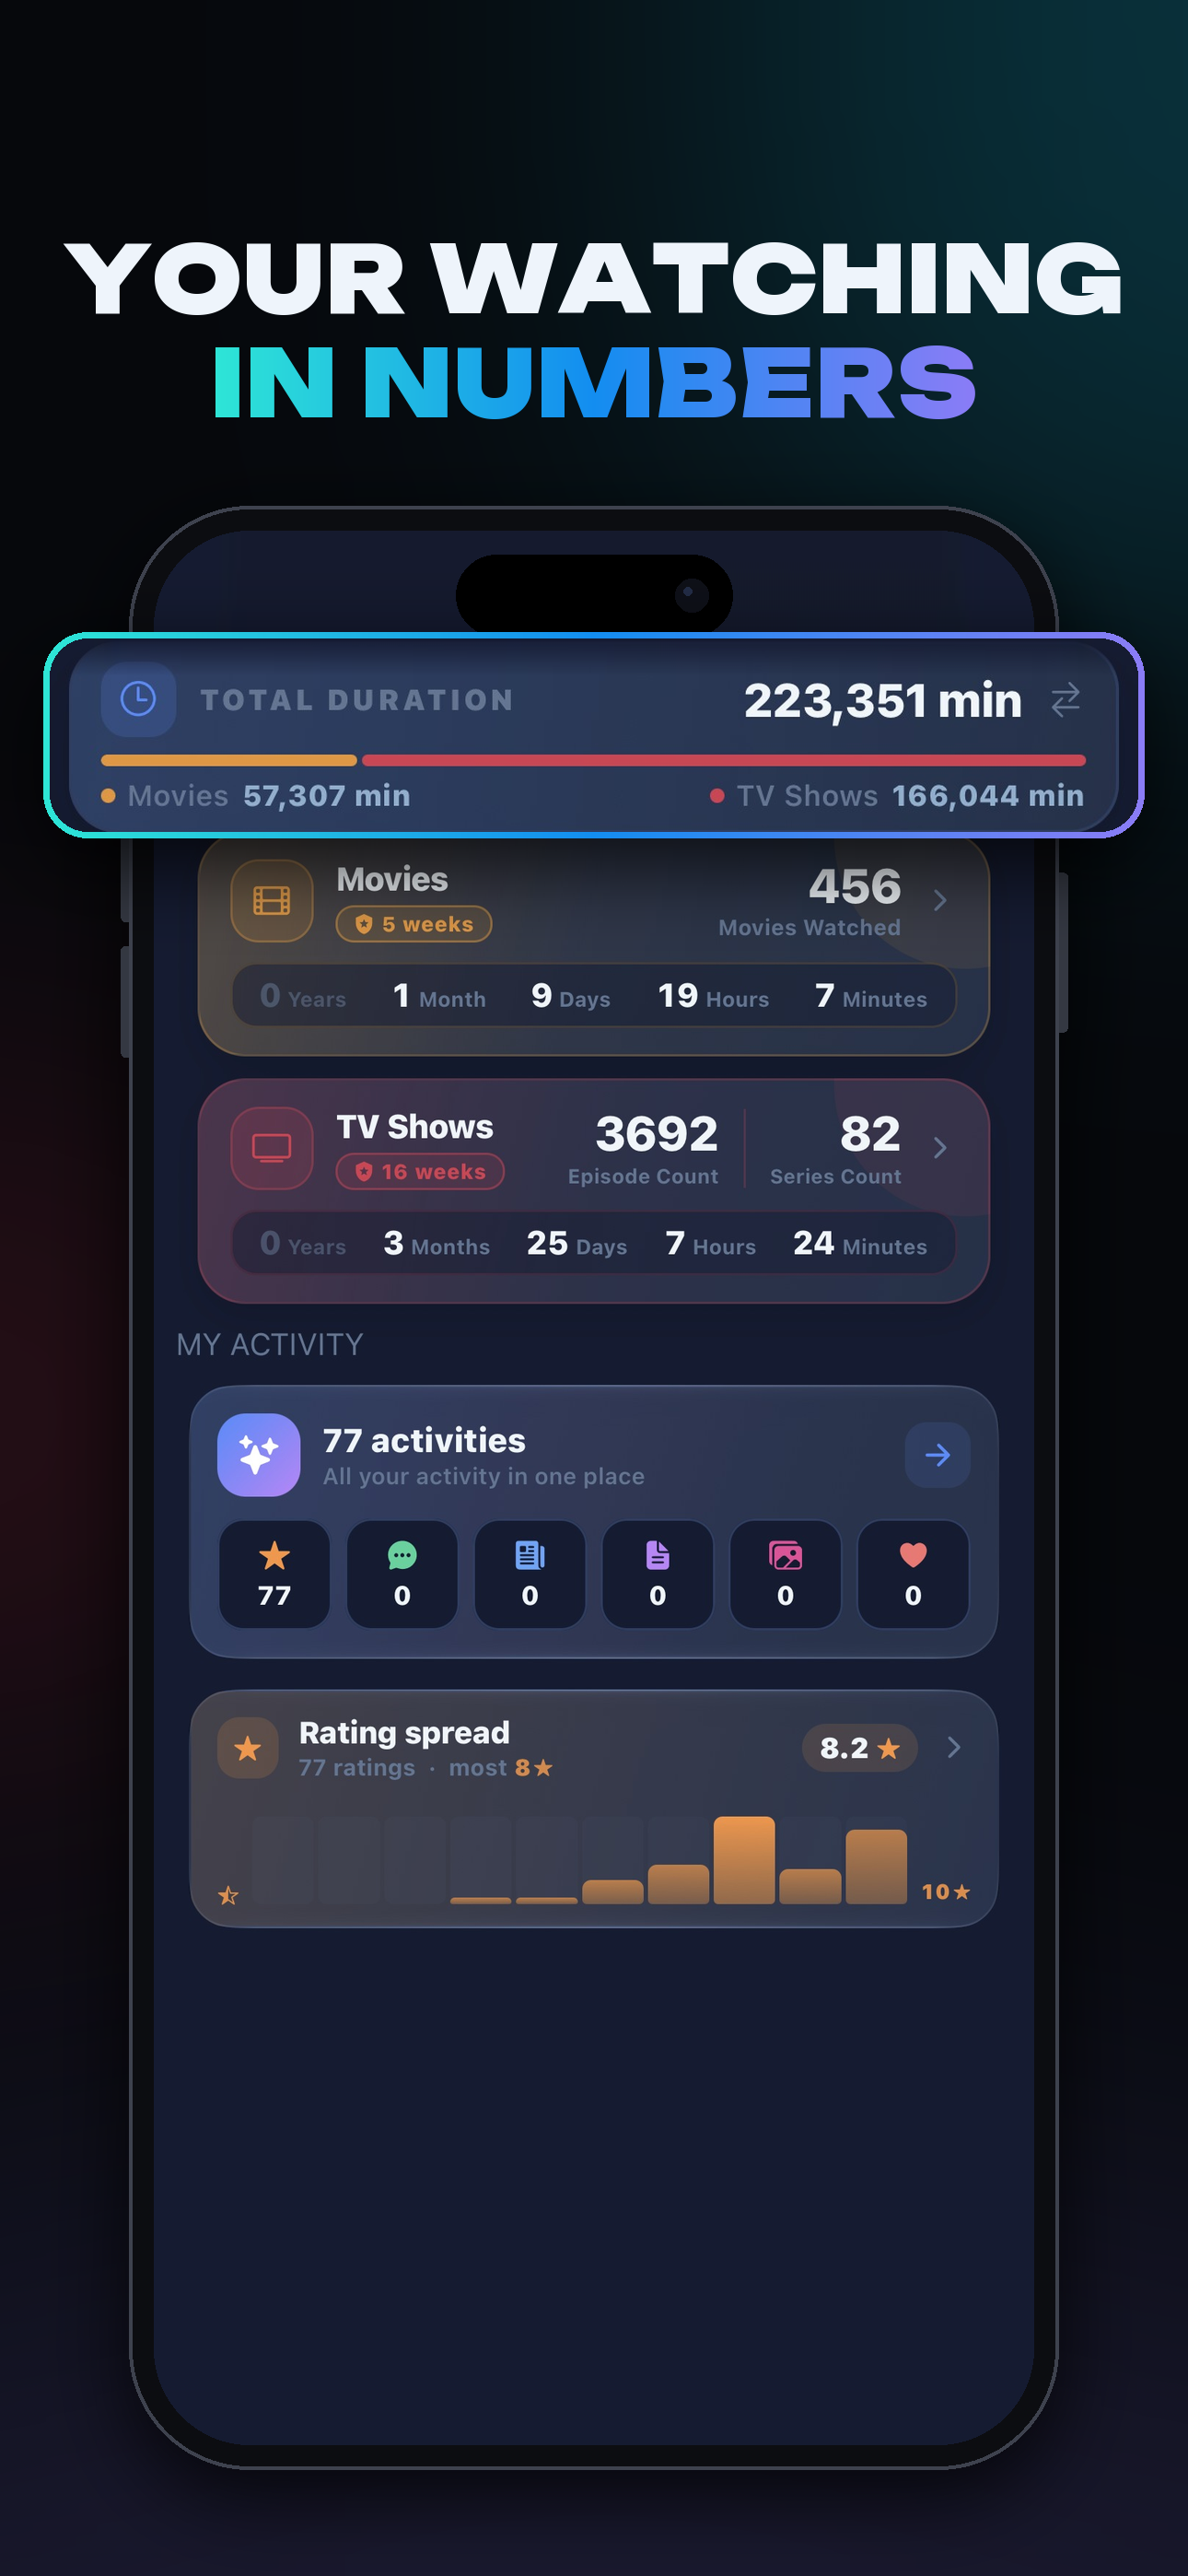 YOUR WATCHING
IN NUMBERS
TOTAL DURATION 223,351 min
Movies 57,307 min TV Shows 166,044 min
Movies 456
5 weeks Movies Watched
0 Years 1 Month 9 Days 19 Hours 7 Minutes
TV Shows 3692 82
16 weeks Episode Count Series Count
0 Years 3 Months 25 Days 7 Hours 24 Minutes
MY ACTIVITY
77 activities
All your activity in one place
77 0 0 0 0 0
Rating spread 8.2
77 ratings · most 8★
10★